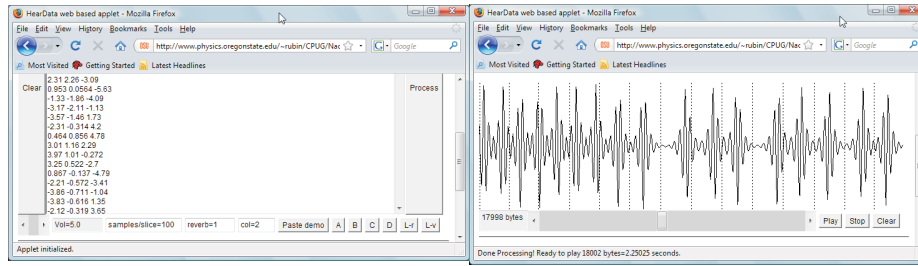 HearData web based applet - Mozilla Firefox
File Edit View History Bookmarks Tools Help
http://www.physics.oregonstate.edu/~rubin/CPUG/Nac
Google
Most Visited Getting Started Latest Headlines
Clear
Process
2.31 2.26 -3.09
0.953 0.0564 -5.63
-1.33 -1.86 -4.09
-3.17 -2.11 -1.13
-3.57 -1.46 1.73
-2.31 -0.314 4.2
0.464 0.856 4.78
3.01 1.16 2.29
3.97 1.01 -0.272
3.25 0.522 -2.7
0.867 -0.137 -4.79
-2.21 -0.572 -3.41
-3.86 -0.711 -1.04
-3.83 -0.616 1.35
-2.12 -0.319 3.65
Vol=5.0 samples/slice=100 reverb=1 col=2 Paste demo A B C D L-r L-v
Applet initialized.
HearData web based applet - Mozilla Firefox
File Edit View History Bookmarks Tools Help
http://www.physics.oregonstate.edu/~rubin/CPUG/Nac
Google
Most Visited Getting Started Latest Headlines
17998 bytes Play Stop Clear
Done Processing! Ready to play 18002 bytes=2.25025 seconds.